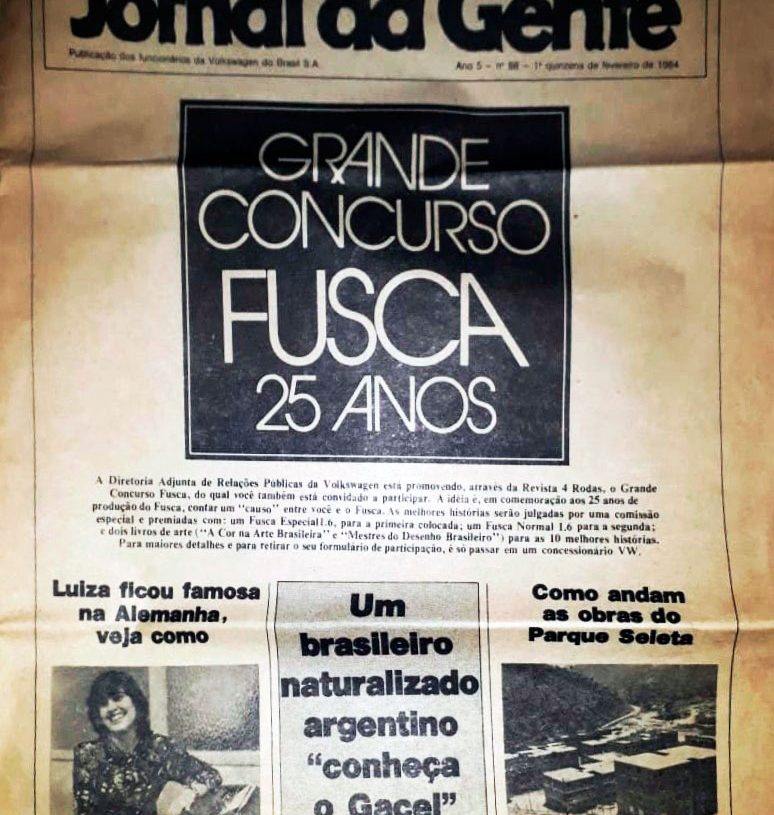 Jornal da Gente
Publicação dos funcionários da Volkswagen do Brasil S.A.
Ano 5 - nº 88 - 1ª quinzena de fevereiro de 1984
GRANDE
CONCURSO
FUSCA
25 ANOS
A Diretoria Adjunta de Relações Públicas da Volkswagen está promovendo, através da Revista 4 Rodas, o Grande
Concurso Fusca, do qual você também está convidado a participar. A idéia é, em comemoração aos 25 anos de
produção do Fusca, contar um "causo" entre você e o Fusca. As melhores histórias serão julgadas por uma comissão
especial e premiadas com: um Fusca Especial 1.6, para a primeira colocada; um Fusca Normal 1.6 para a segunda;
e dois livros de arte ("A Cor na Arte Brasileira" e "Mestres do Desenho Brasileiro") para as 10 melhores histórias.
Para maiores detalhes e para retirar o seu formulário de participação, é só passar em um concessionário VW.
Luiza ficou famosa
na Alemanha,
veja como
Um
brasileiro
naturalizado
argentino
"conheça
o Gacel"
Como andam
as obras do
Parque Seleta